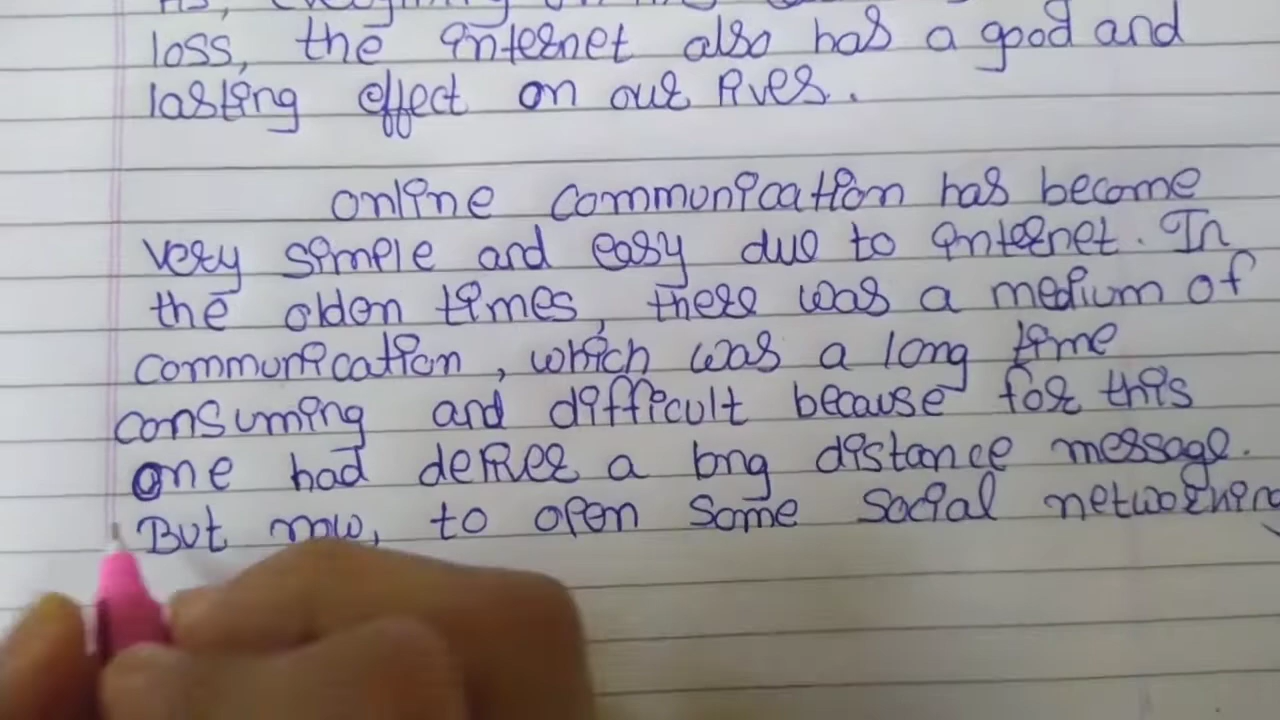 loss, the internet also has a good and
lasting effect on our lives.
online communication has become
very simple and easy due to internet. In
the olden times, there was a medium of
communication, which was a long time
consuming and difficult because for this
one had deliver a long distance message.
But now, to open some social networking